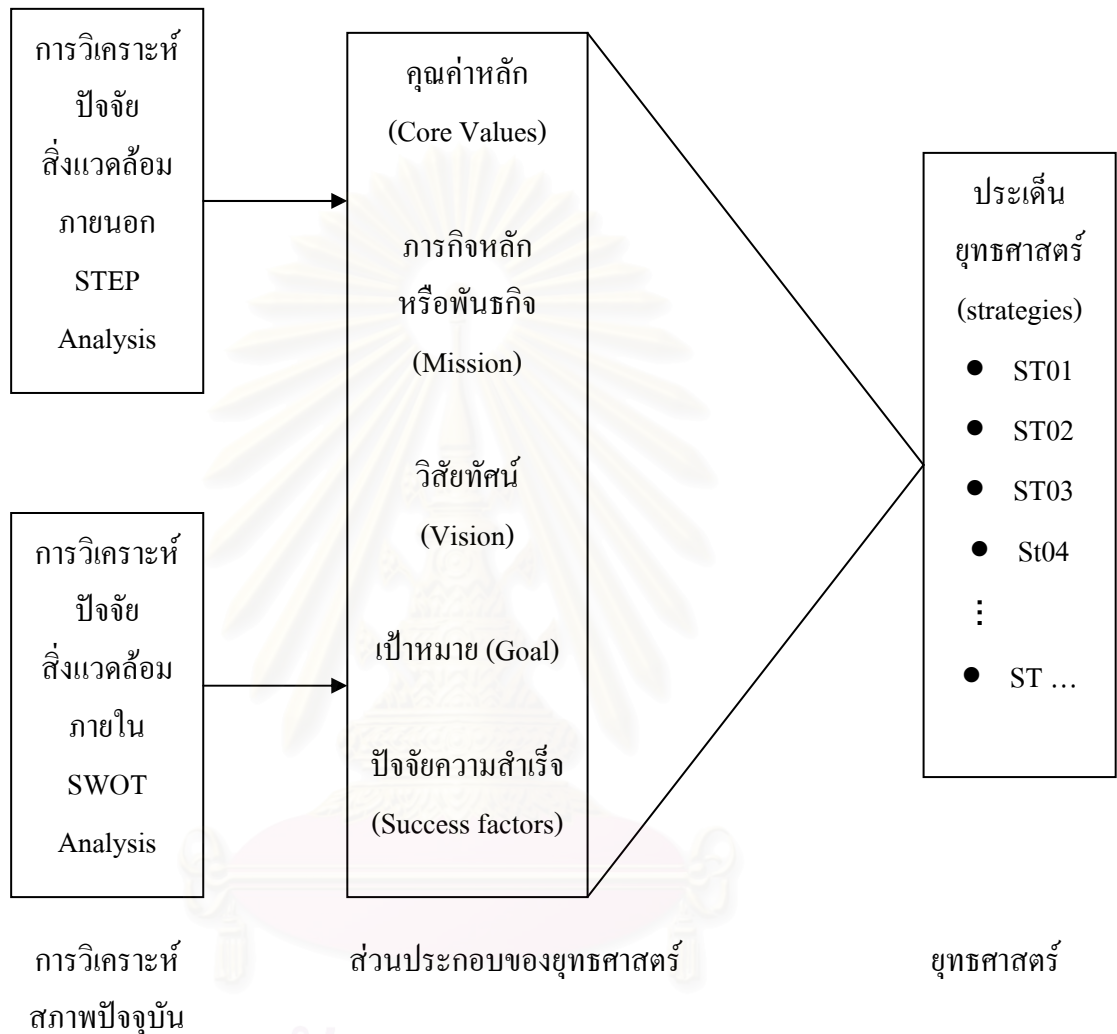 การวิเคราะห์
ปัจจัย
สิ่งแวดล้อม
ภายนอก
STEP
Analysis
การวิเคราะห์
ปัจจัย
สิ่งแวดล้อม
ภายใน
SWOT
Analysis
การวิเคราะห์
สภาพปัจจุบัน
คุณค่าหลัก
(Core Values)
ภารกิจหลัก
หรือพันธกิจ
(Mission)
วิสัยทัศน์
(Vision)
เป้าหมาย (Goal)
ปัจจัยความสำเร็จ
(Success factors)
ส่วนประกอบของยุทธศาสตร์
ประเด็น
ยุทธศาสตร์
(strategies)
● ST01
● ST02
● ST03
● St04
⋮
● ST …
ยุทธศาสตร์